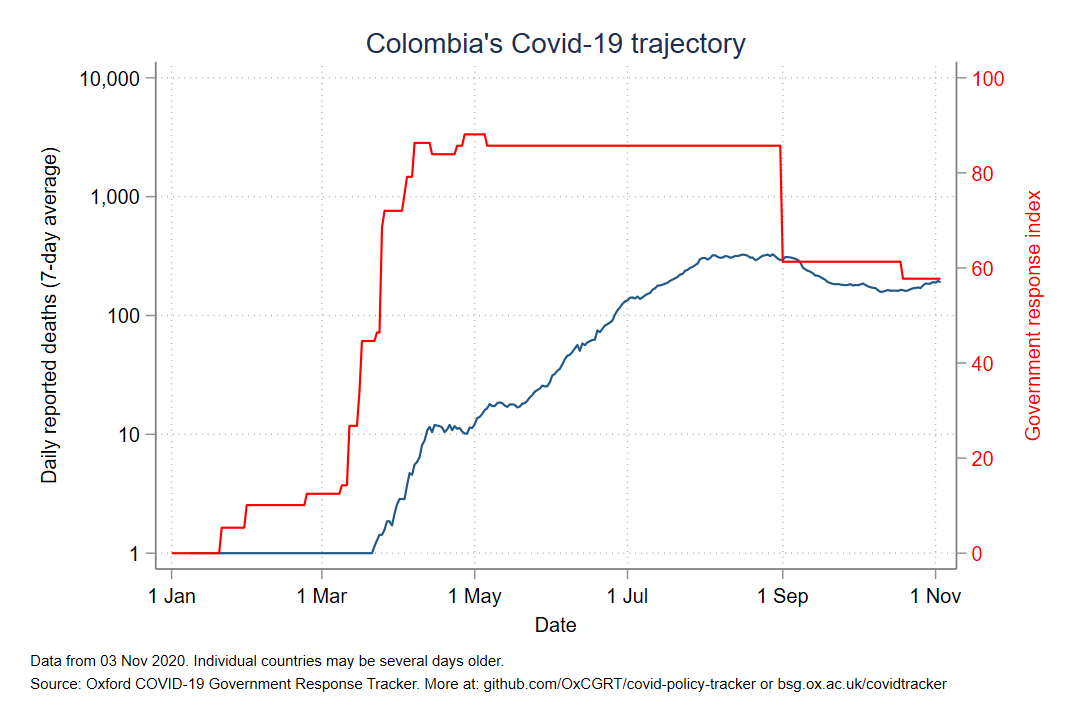 Colombia's Covid-19 trajectory
10,000
1,000
100
10
1
Daily reported deaths (7-day average)
100
80
60
40
20
0
Government response index
1 Jan
1 Mar
1 May
1 Jul
1 Sep
1 Nov
Date
Data from 03 Nov 2020. Individual countries may be several days older.
Source: Oxford COVID-19 Government Response Tracker. More at: github.com/OxCGRT/covid-policy-tracker or bsg.ox.ac.uk/covidtracker